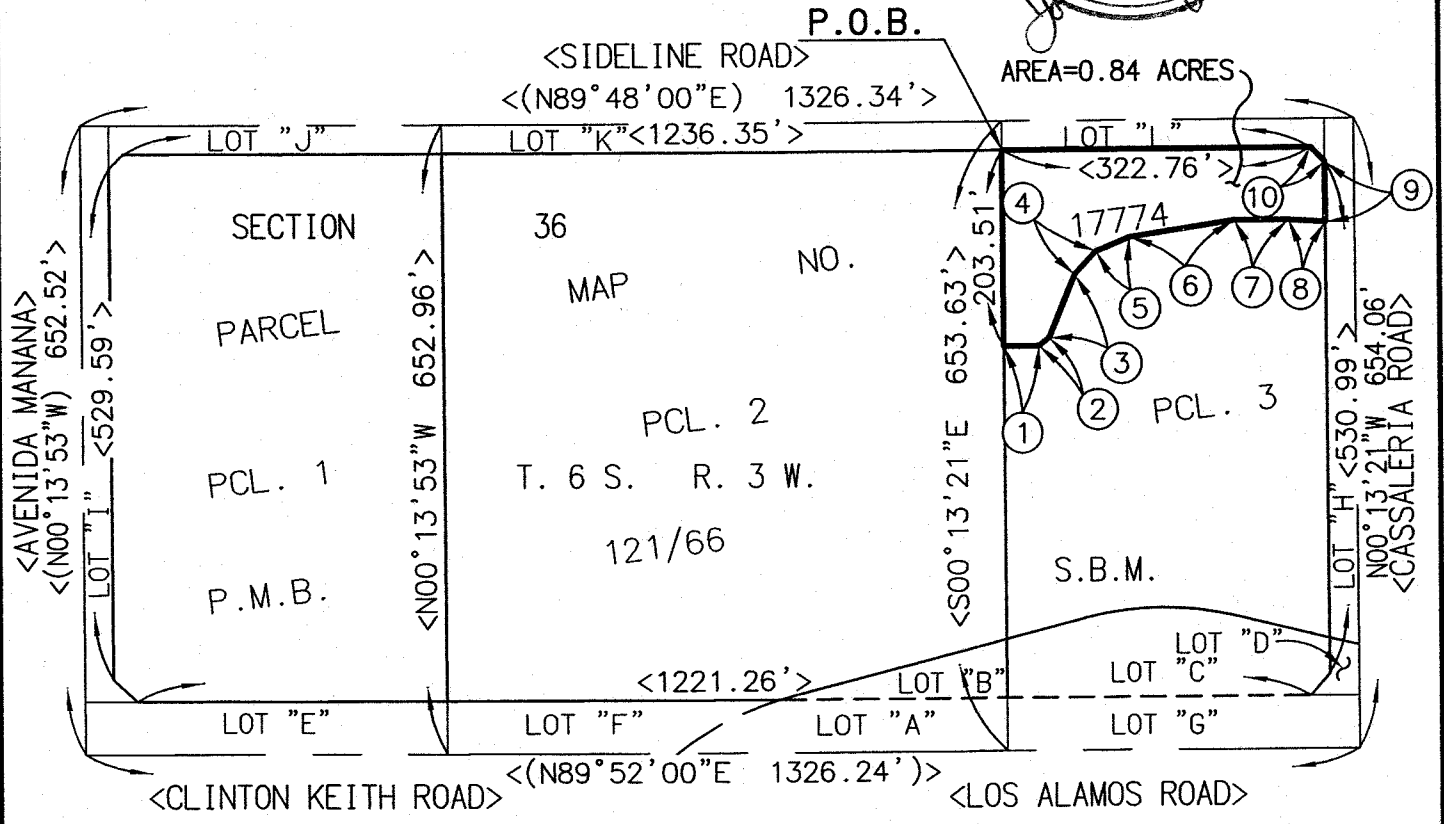 P.O.B.
<SIDELINE ROAD>
AREA=0.84 ACRES
<(N89°48'00"E) 1326.34'>
LOT "J"
LOT "K"
<1236.35'>
LOT "L"
<322.76'>
SECTION 36
MAP NO. 17774
PARCEL
10
9
4
5
6
7
8
3
2
1
203.51'
<S00°13'21"E 653.63'>
<N00°13'53"W 652.96'>
<AVENIDA MANANA>
<(N00°13'53"W) 652.52'>
<529.59'>
LOT "I"
PCL. 1
PCL. 2
PCL. 3
T. 6 S. R. 3 W.
121/66
P.M.B.
S.B.M.
LOT "H"
<530.99'>
N00°13'21"W 654.06'
<CASSALERIA ROAD>
LOT "D"
LOT "C"
<1221.26'>
LOT "B"
LOT "E"
LOT "F"
LOT "A"
LOT "G"
<(N89°52'00"E 1326.24')>
<CLINTON KEITH ROAD>
<LOS ALAMOS ROAD>